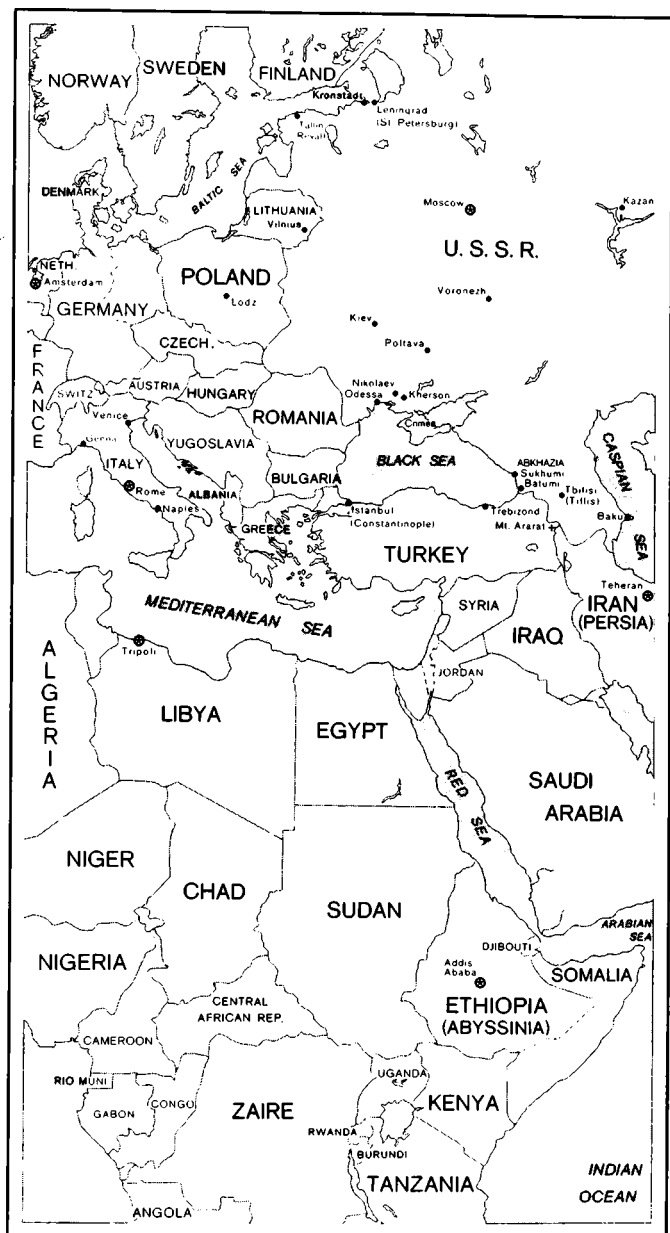 NORWAY
SWEDEN
FINLAND
Kronstadt
Leningrad
(St. Petersburg)
Tallin
(Revall)
DENMARK
BALTIC SEA
LITHUANIA
Vilnius
Moscow
Kazan
U. S. S. R.
NETH.
Amsterdam
POLAND
Lodz
GERMANY
Voronezh
Kiev
CZECH.
Poltava
FRANCE
SWITZ
AUSTRIA
HUNGARY
Nikolaev
Odessa
Kherson
ROMANIA
Crimea
Venice
Genoa
YUGOSLAVIA
BLACK SEA
CASPIAN SEA
ITALY
ABKHAZIA
Sukhumi
Batumi
BULGARIA
Rome
ALBANIA
Tbilisi
(Tiflis)
Naples
Istanbul
(Constantinople)
Trebizond
Baku
GREECE
Mt. Ararat
TURKEY
Teheran
MEDITERRANEAN SEA
SYRIA
IRAN
(PERSIA)
IRAQ
Tripoli
JORDAN
ALGERIA
LIBYA
EGYPT
RED SEA
SAUDI
ARABIA
NIGER
CHAD
SUDAN
ARABIAN
SEA
NIGERIA
DJIBOUTI
Addis
Ababa
SOMALIA
CENTRAL
AFRICAN REP.
ETHIOPIA
(ABYSSINIA)
CAMEROON
UGANDA
RIO MUNI
GABON
CONGO
ZAIRE
KENYA
RWANDA
BURUNDI
TANZANIA
INDIAN
OCEAN
ANGOLA